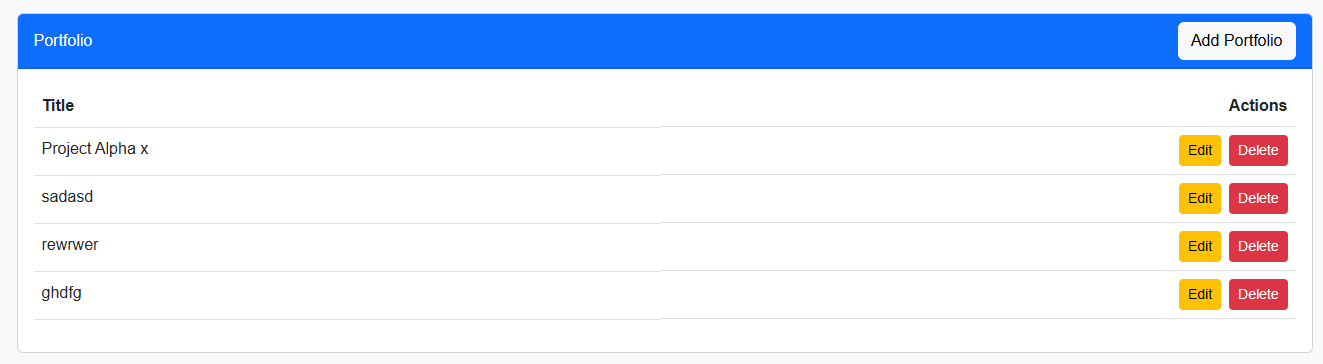 Portfolio Add Portfolio
Title Actions
Project Alpha x Edit Delete
sadasd Edit Delete
rewrwer Edit Delete
ghdfg Edit Delete